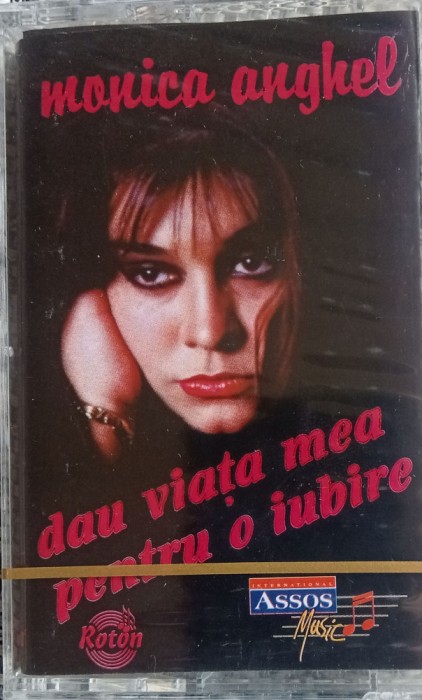 monica anghel
dau viața mea
pentru o iubire
Roton
INTERNATIONAL
ASSOS
Music